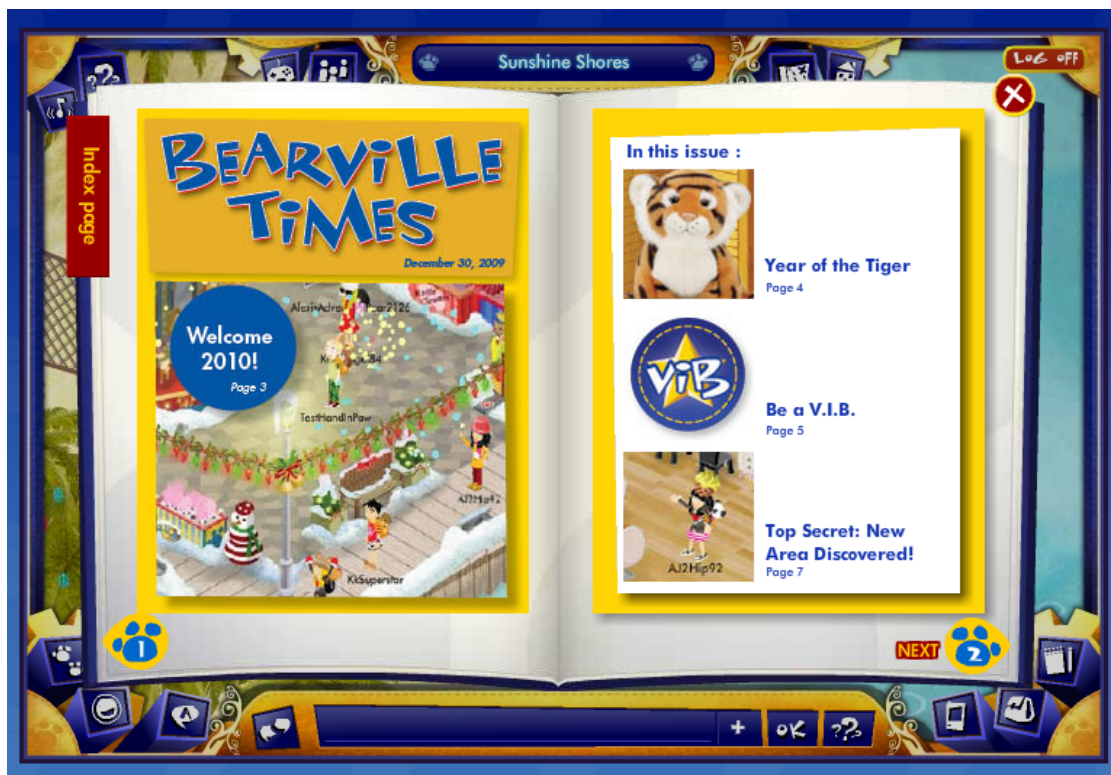 Sunshine Shores
LOG OFF
Index page
BEARVILLE
TIMES
December 30, 2009
Welcome
2010!
Page 3
TestHandInPaw
AJ2Hip92
KkSuperstar
1
In this issue :
Year of the Tiger
Page 4
ViB
Be a V.I.B.
Page 5
AJ2Hip92
Top Secret: New
Area Discovered!
Page 7
NEXT
2
+
OK
???